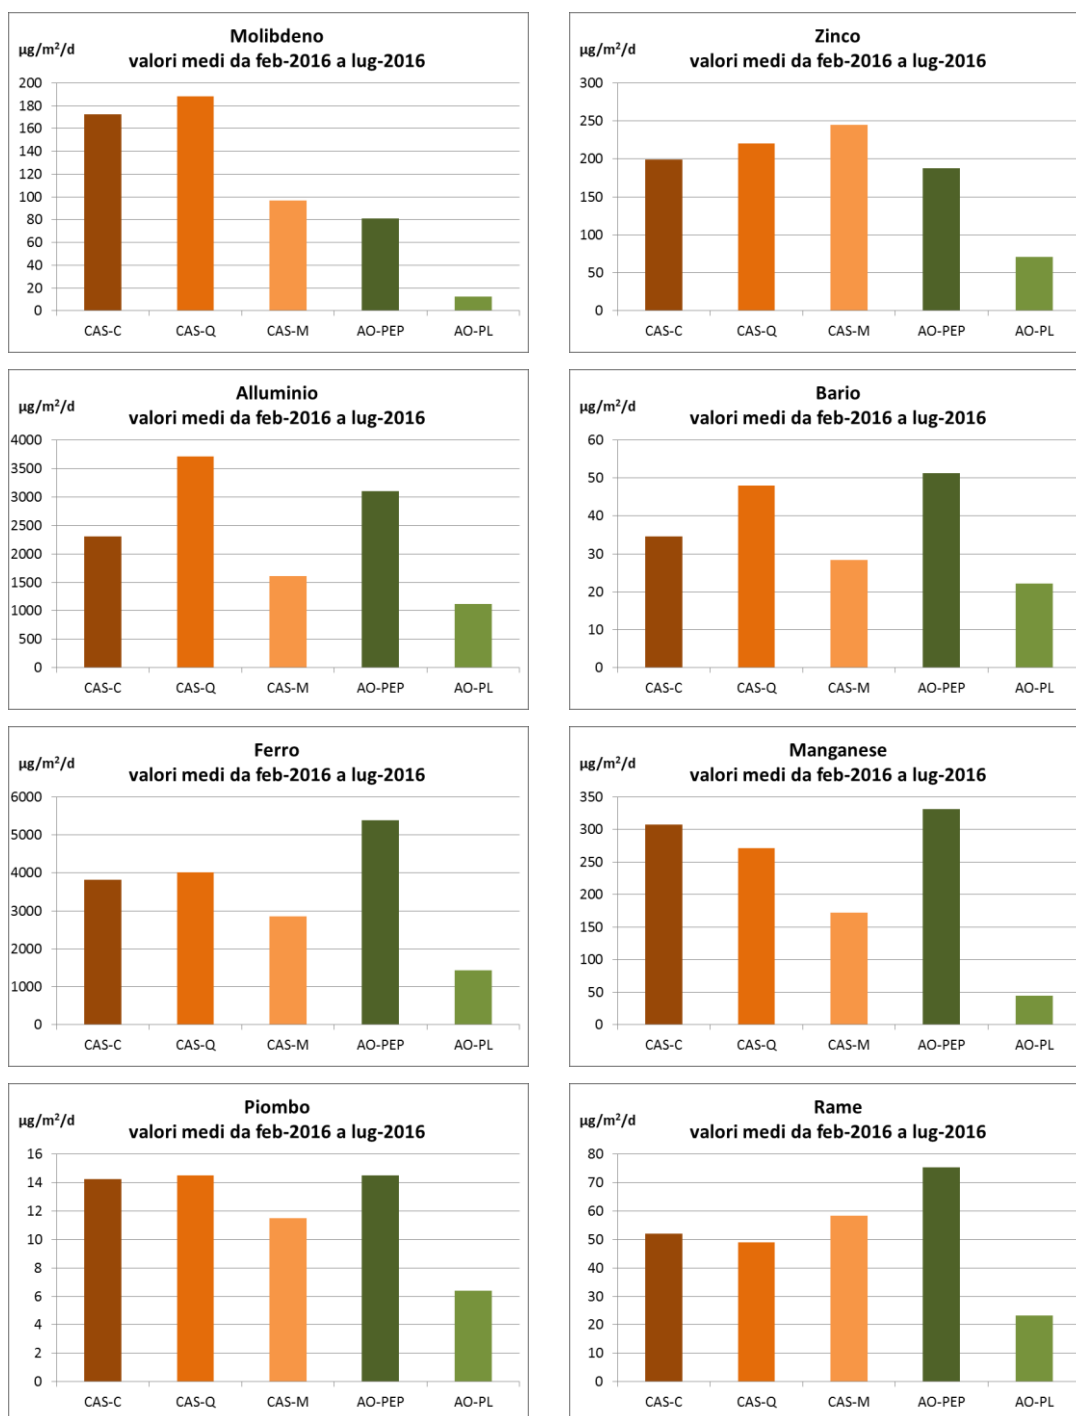 Molibdeno
µg/m²/d
valori medi da feb-2016 a lug-2016
200
180
160
140
120
100
80
60
40
20
0
CAS-C CAS-Q CAS-M AO-PEP AO-PL
Zinco
µg/m²/d
valori medi da feb-2016 a lug-2016
300
250
200
150
100
50
0
CAS-C CAS-Q CAS-M AO-PEP AO-PL
Alluminio
µg/m²/d
valori medi da feb-2016 a lug-2016
4000
3500
3000
2500
2000
1500
1000
500
0
CAS-C CAS-Q CAS-M AO-PEP AO-PL
Bario
µg/m²/d
valori medi da feb-2016 a lug-2016
60
50
40
30
20
10
0
CAS-C CAS-Q CAS-M AO-PEP AO-PL
Ferro
µg/m²/d
valori medi da feb-2016 a lug-2016
6000
5000
4000
3000
2000
1000
0
CAS-C CAS-Q CAS-M AO-PEP AO-PL
Manganese
µg/m²/d
valori medi da feb-2016 a lug-2016
350
300
250
200
150
100
50
0
CAS-C CAS-Q CAS-M AO-PEP AO-PL
Piombo
µg/m²/d
valori medi da feb-2016 a lug-2016
16
14
12
10
8
6
4
2
0
CAS-C CAS-Q CAS-M AO-PEP AO-PL
Rame
µg/m²/d
valori medi da feb-2016 a lug-2016
80
70
60
50
40
30
20
10
0
CAS-C CAS-Q CAS-M AO-PEP AO-PL